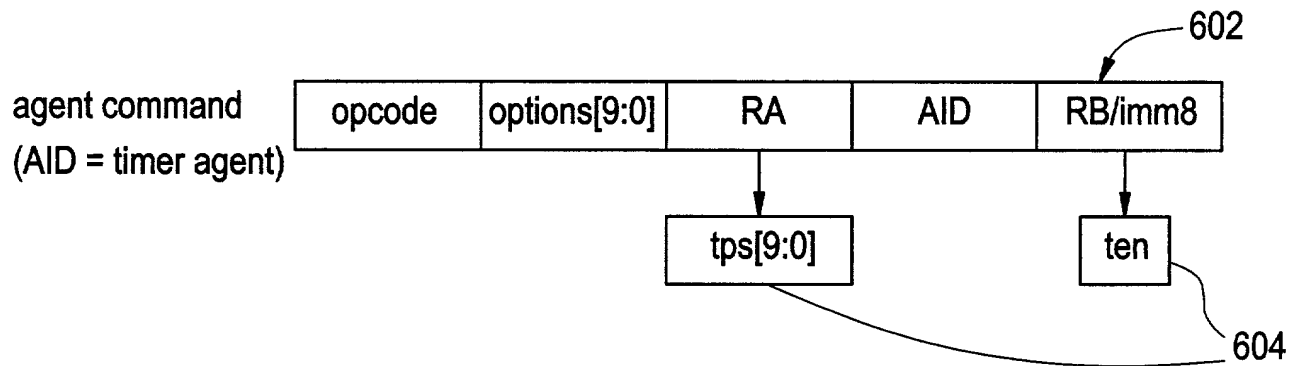 602
agent command
(AID = timer agent)
opcode options[9:0] RA AID RB/imm8
tps[9:0] ten
604